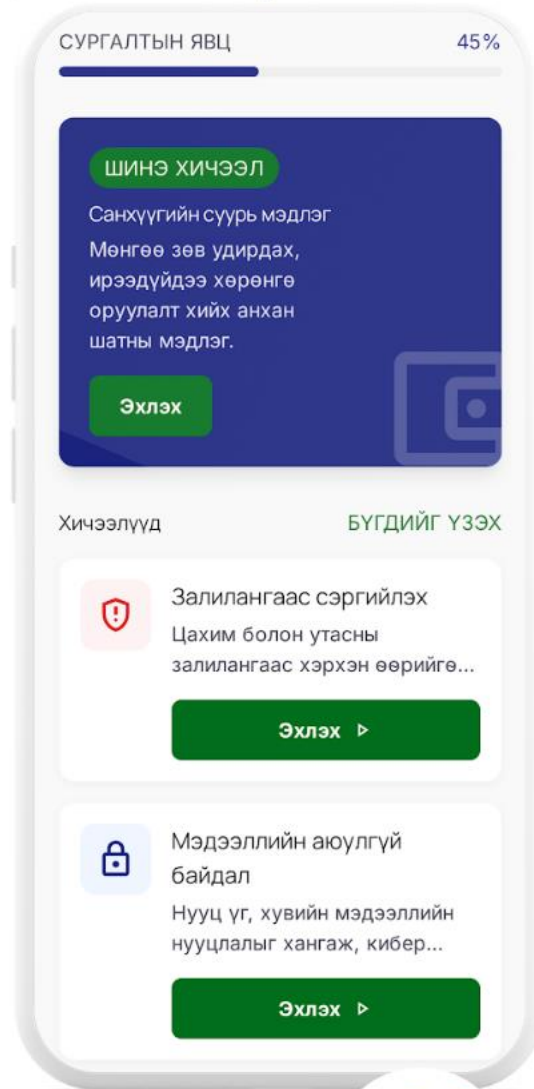 СУРГАЛТЫН ЯВЦ 45%
ШИНЭ ХИЧЭЭЛ
Санхүүгийн суурь мэдлэг
Мөнгөө зөв удирдах,
ирээдүйдээ хөрөнгө
оруулалт хийх анхан
шатны мэдлэг.
Эхлэх
Хичээлүүд БҮГДИЙГ ҮЗЭХ
Залилангаас сэргийлэх
Цахим болон утасны
залилангаас хэрхэн өөрийгө...
Эхлэх
Мэдээллийн аюулгүй
байдал
Нууц үг, хувийн мэдээллийн
нууцлалыг хангаж, кибер...
Эхлэх